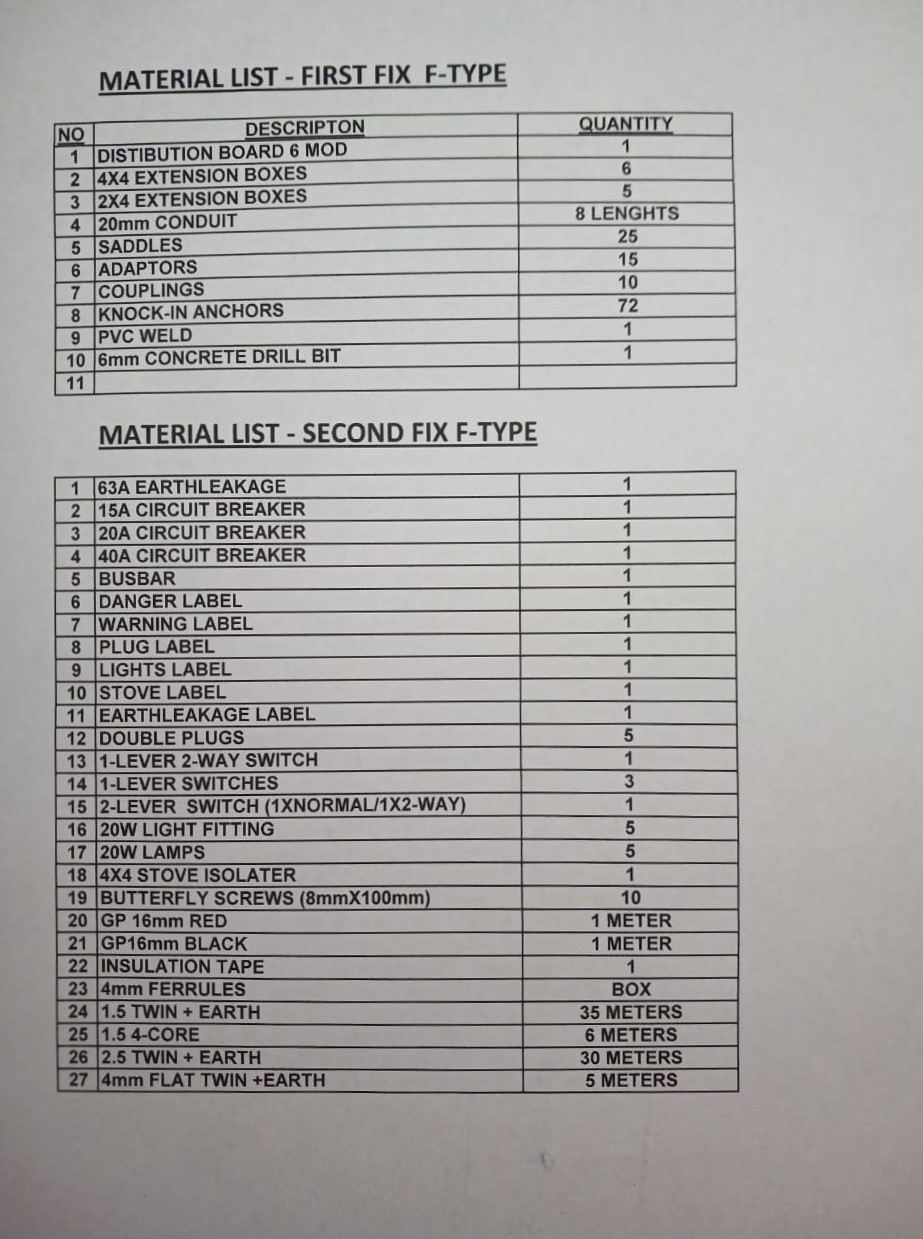 MATERIAL LIST - FIRST FIX F-TYPE
NO DESCRIPTON QUANTITY
1 DISTIBUTION BOARD 6 MOD 1
2 4X4 EXTENSION BOXES 6
3 2X4 EXTENSION BOXES 5
4 20mm CONDUIT 8 LENGHTS
5 SADDLES 25
6 ADAPTORS 15
7 COUPLINGS 10
8 KNOCK-IN ANCHORS 72
9 PVC WELD 1
10 6mm CONCRETE DRILL BIT 1
11
MATERIAL LIST - SECOND FIX F-TYPE
1 63A EARTHLEAKAGE 1
2 15A CIRCUIT BREAKER 1
3 20A CIRCUIT BREAKER 1
4 40A CIRCUIT BREAKER 1
5 BUSBAR 1
6 DANGER LABEL 1
7 WARNING LABEL 1
8 PLUG LABEL 1
9 LIGHTS LABEL 1
10 STOVE LABEL 1
11 EARTHLEAKAGE LABEL 1
12 DOUBLE PLUGS 5
13 1-LEVER 2-WAY SWITCH 1
14 1-LEVER SWITCHES 3
15 2-LEVER SWITCH (1XNORMAL/1X2-WAY) 1
16 20W LIGHT FITTING 5
17 20W LAMPS 5
18 4X4 STOVE ISOLATER 1
19 BUTTERFLY SCREWS (8mmX100mm) 10
20 GP 16mm RED 1 METER
21 GP16mm BLACK 1 METER
22 INSULATION TAPE 1
23 4mm FERRULES BOX
24 1.5 TWIN + EARTH 35 METERS
25 1.5 4-CORE 6 METERS
26 2.5 TWIN + EARTH 30 METERS
27 4mm FLAT TWIN +EARTH 5 METERS